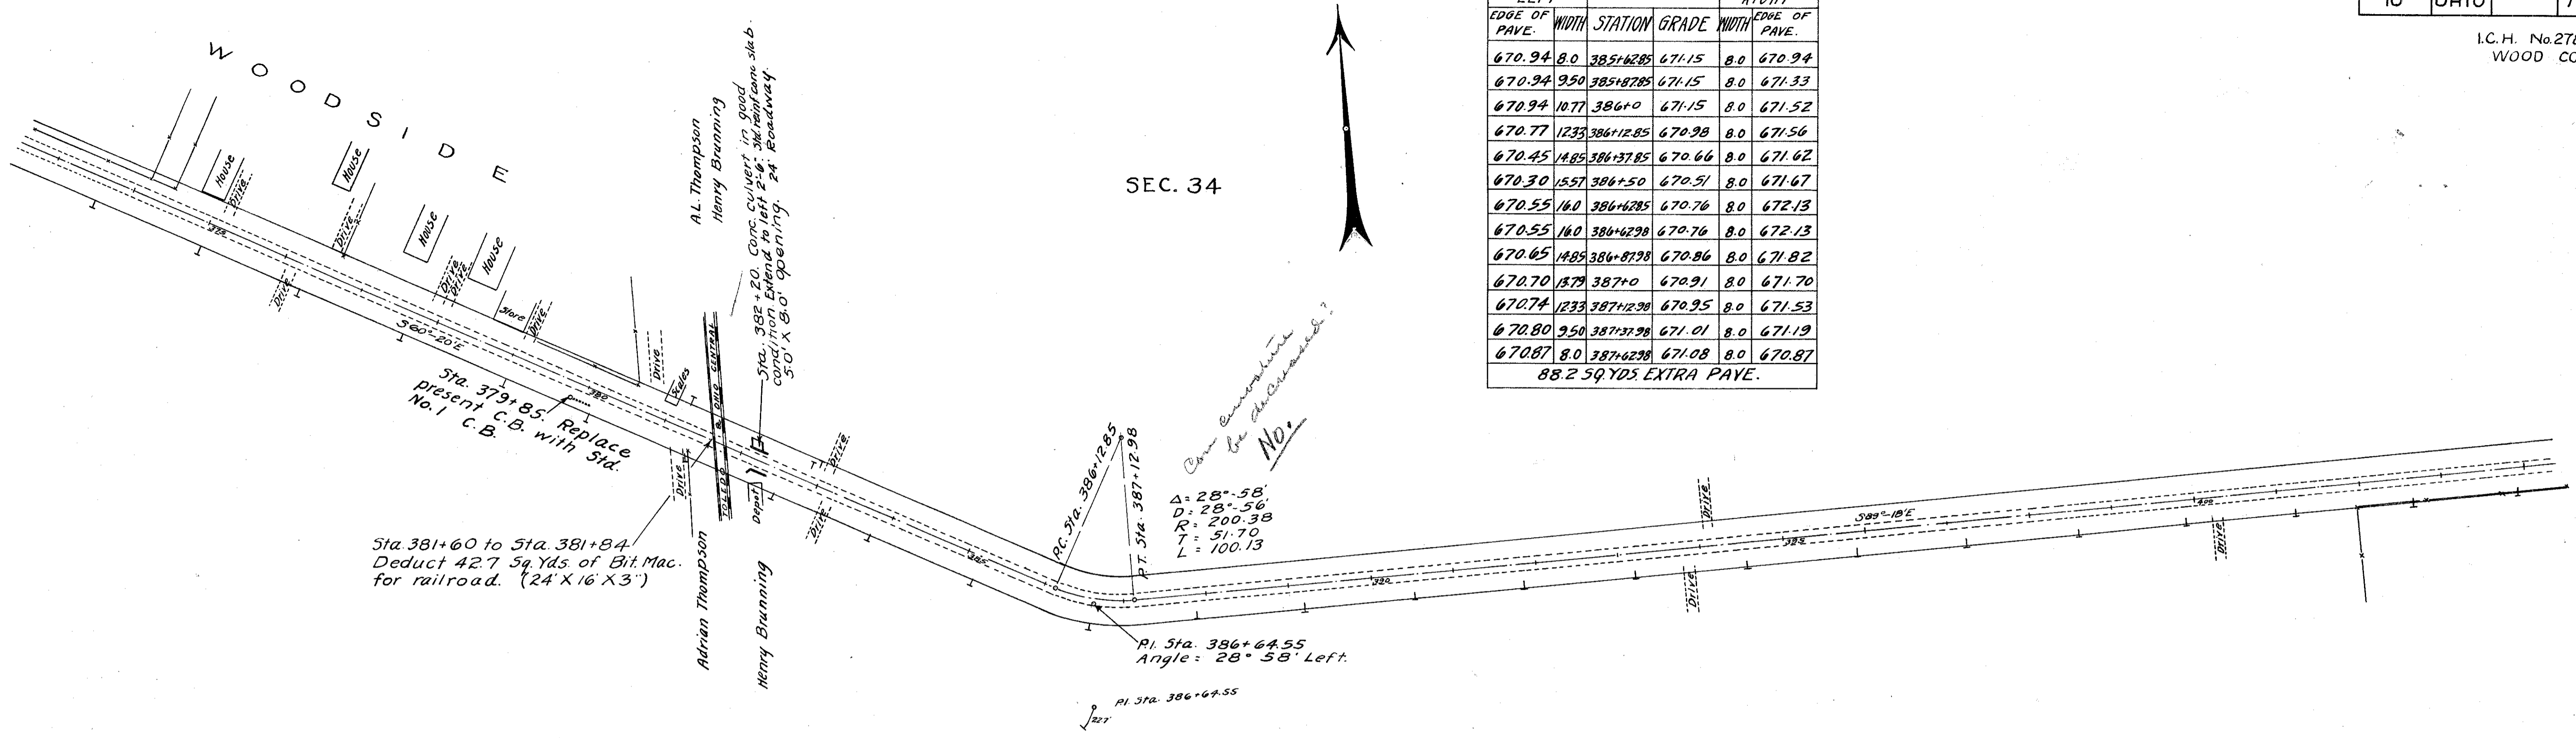 WOODSIDE
House
Drive
House
Drive
House
House
Drive
Drive
Drive
Store
Drive
S60°-20'E
380
Sta. 379+85. Replace
present C.B. with Std.
No. 1 C.B.
Drive
Scales
TOLEDO & OHIO CENTRAL
A.L. Thompson
Henry Brunning
Sta. 382+20. Conc. culvert in good
condition. Extend to left 2'-6". Std. reinf. conc. slab.
5.0' X 8.0' opening. 24' Roadway.
Drive
Drive
Drive
Depot
Adrian Thompson
Henry Brunning
Sta. 381+60 to Sta. 381+84
Deduct 42.7 Sq. Yds. of Bit. Mac.
for railroad. (24' X 16' X 3")
385
P.C. Sta. 386+12.85
P.T. Sta. 387+12.98
Can curvature
be decreased?
No.
Δ = 28°-58'
D = 28°-56'
R = 200.38
T = 51.70
L = 100.13
P.I. Sta. 386+64.55
Angle = 28° 58' Left.
P.I. Sta. 386+64.55
227'
SEC. 34
390
Drive
Drive
S89°-18'E
395
400
Drive
EDGE OF PAVE. WIDTH STATION GRADE WIDTH EDGE OF PAVE.
670.94 8.0 385+62.85 671.15 8.0 670.94
670.94 9.50 385+87.85 671.15 8.0 671.33
670.94 10.77 386+0 671.15 8.0 671.52
670.77 12.33 386+12.85 670.98 8.0 671.56
670.45 14.85 386+37.85 670.66 8.0 671.62
670.30 15.57 386+50 670.51 8.0 671.67
670.55 16.0 386+62.85 670.76 8.0 672.13
670.55 16.0 386+62.98 670.76 8.0 672.13
670.65 14.85 386+87.98 670.86 8.0 671.82
670.70 13.79 387+0 670.91 8.0 671.70
670.74 12.33 387+12.98 670.95 8.0 671.53
670.80 9.50 387+37.98 671.01 8.0 671.19
670.87 8.0 387+62.98 671.08 8.0 670.87
88.2 SQ. YDS. EXTRA PAVE.
10 OHIO
I.C.H. No. 278
WOOD CO